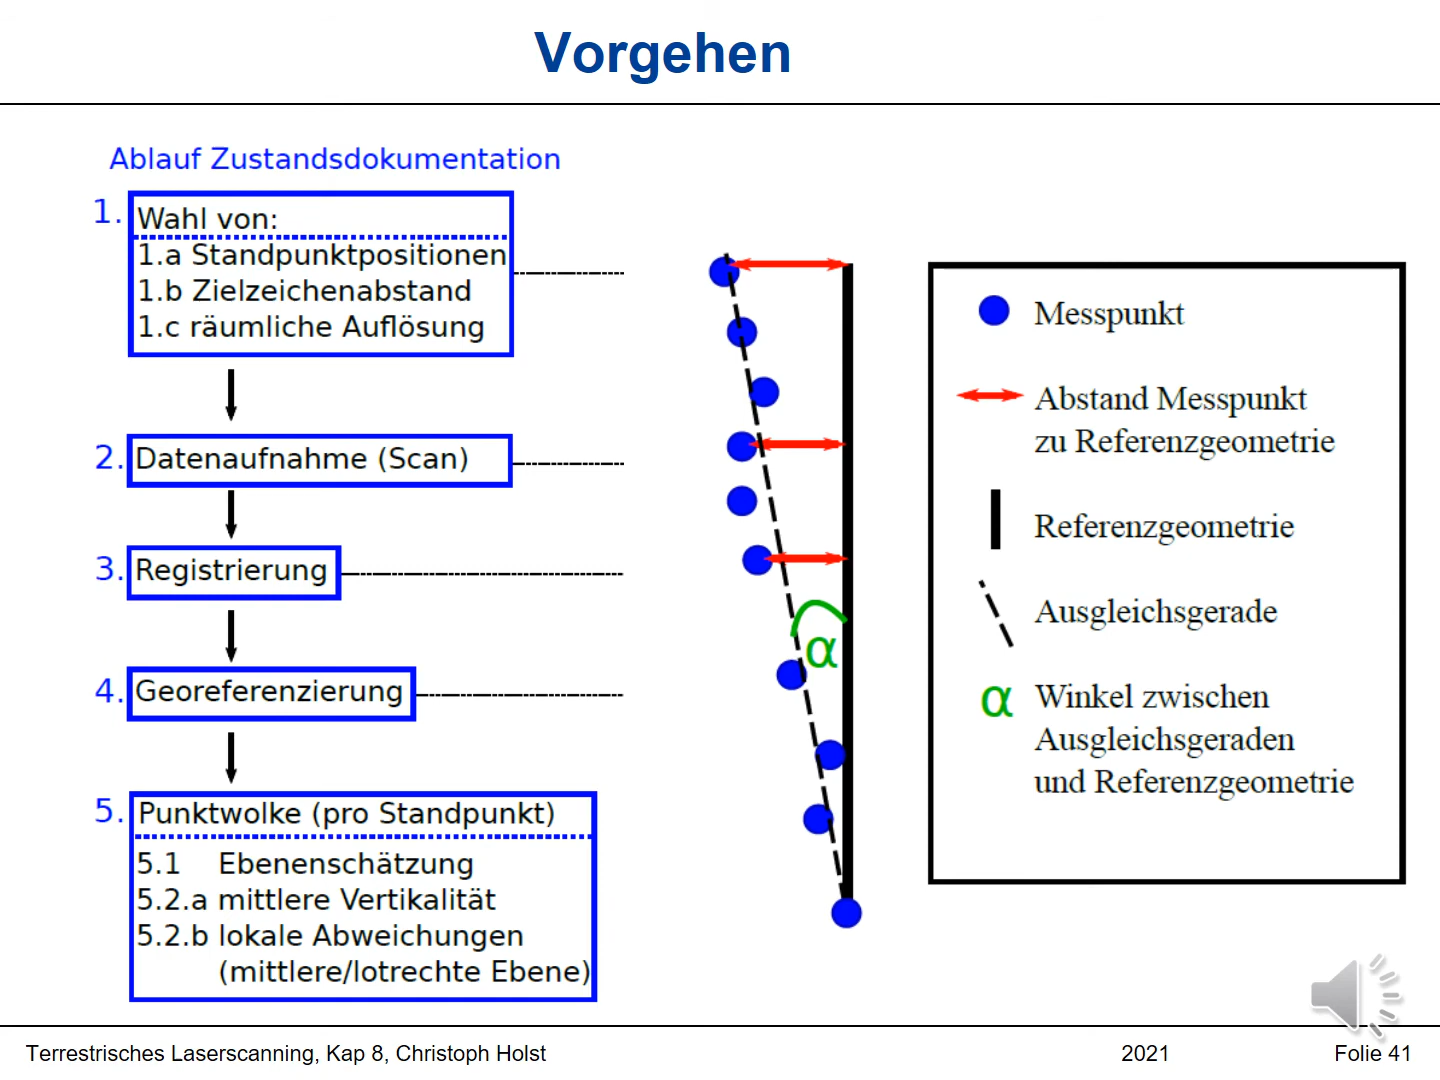 Vorgehen
Ablauf Zustandsdokumentation
1. Wahl von:
1.a Standpunktpositionen
1.b Zielzeichenabstand
1.c räumliche Auflösung
2. Datenaufnahme (Scan)
3. Registrierung
4. Georeferenzierung
5. Punktwolke (pro Standpunkt)
5.1 Ebenenschätzung
5.2.a mittlere Vertikalität
5.2.b lokale Abweichungen
(mittlere/lotrechte Ebene)
α
Messpunkt
Abstand Messpunkt
zu Referenzgeometrie
Referenzgeometrie
Ausgleichsgerade
α Winkel zwischen
Ausgleichsgeraden
und Referenzgeometrie
Terrestrisches Laserscanning, Kap 8, Christoph Holst
2021
Folie 41